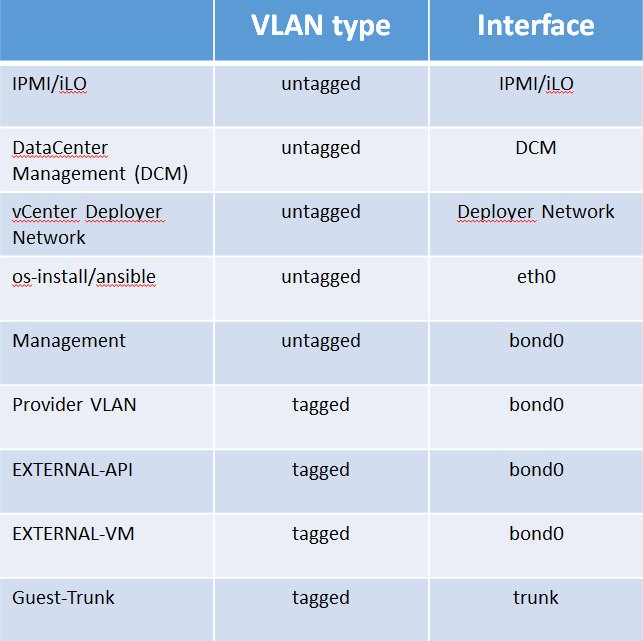 VLAN type Interface
IPMI/iLO untagged IPMI/iLO
DataCenter untagged DCM
Management (DCM)
vCenter Deployer untagged Deployer Network
Network
os-install/ansible untagged eth0
Management untagged bond0
Provider VLAN tagged bond0
EXTERNAL-API tagged bond0
EXTERNAL-VM tagged bond0
Guest-Trunk tagged trunk